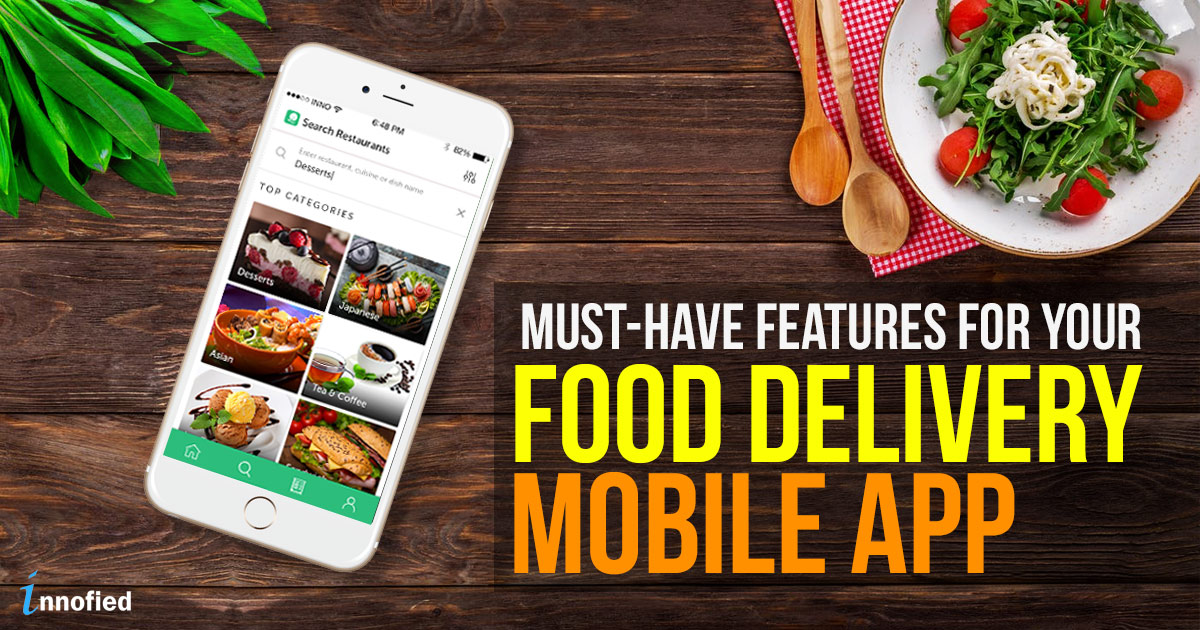 INNO
6:48 PM
82%
Search Restaurants
Enter restaurant, cuisine or dish name
Desserts
TOP CATEGORIES
Desserts
Japanese
Asian
Tea & Coffee
MUST-HAVE FEATURES FOR YOUR
FOOD DELIVERY
MOBILE APP
innofied